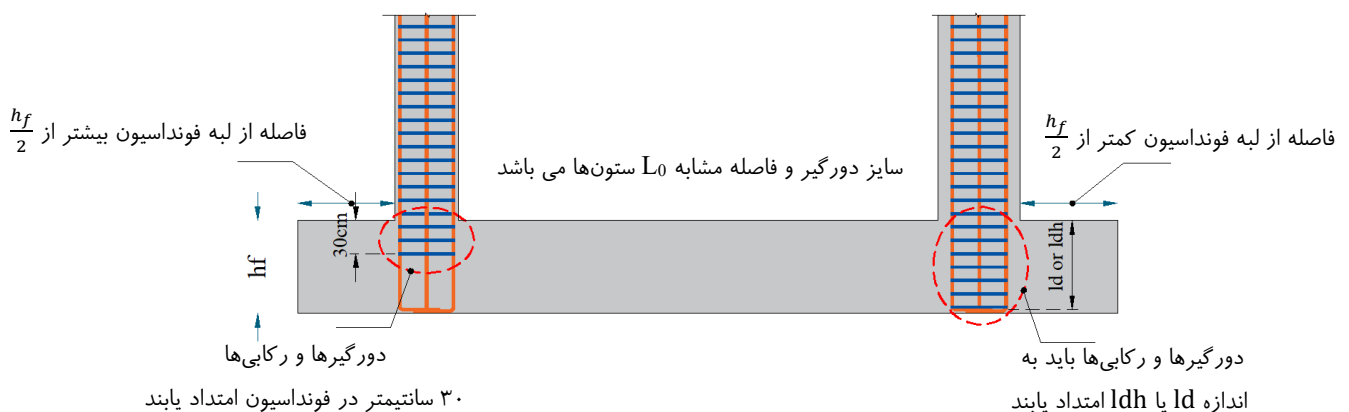 فاصله از لبه فونداسیون بیشتر از $\frac{h_f}{2}$
فاصله از لبه فونداسیون کمتر از $\frac{h_f}{2}$
سایز دورگیر و فاصله مشابه L₀ ستون‌ها می باشد
30cm
hf
ld or ldh
دورگیرها و رکابی‌ها
۳۰ سانتیمتر در فونداسیون امتداد یابند
دورگیرها و رکابی‌ها باید به
اندازه ld یا ldh امتداد یابند